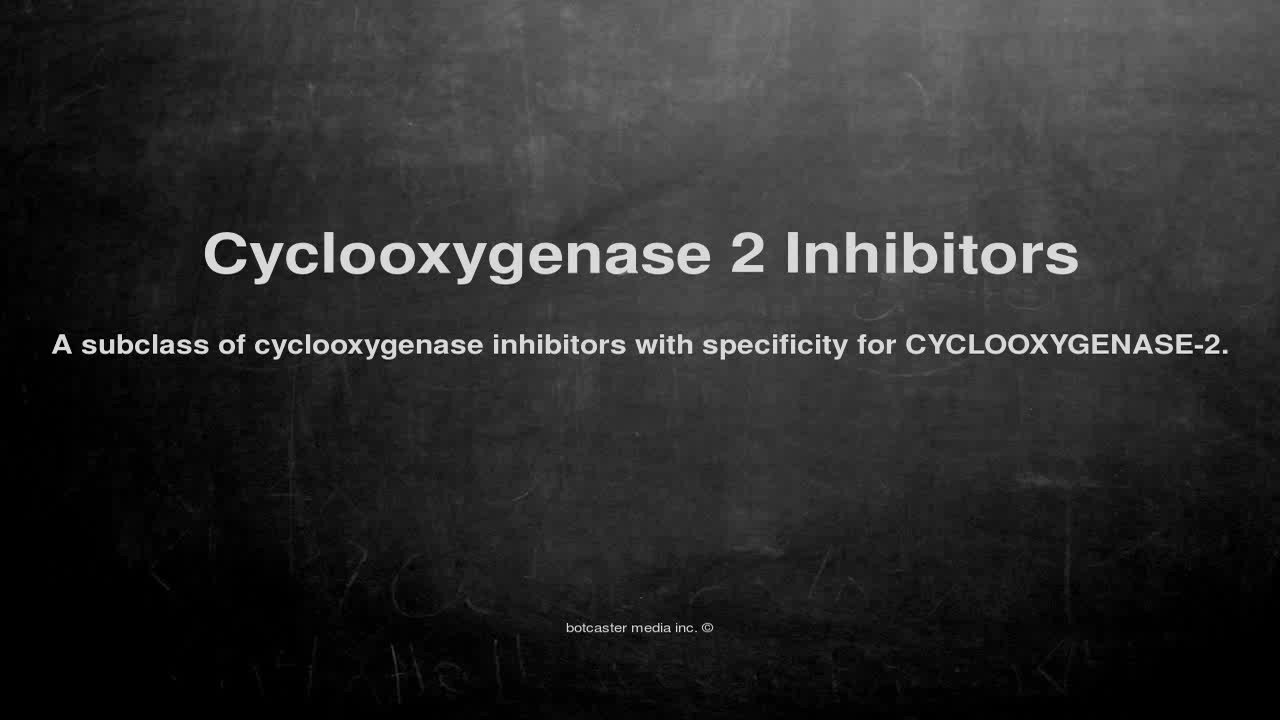 Cyclooxygenase 2 Inhibitors
A subclass of cyclooxygenase inhibitors with specificity for CYCLOOXYGENASE-2.
botcaster media inc. ©